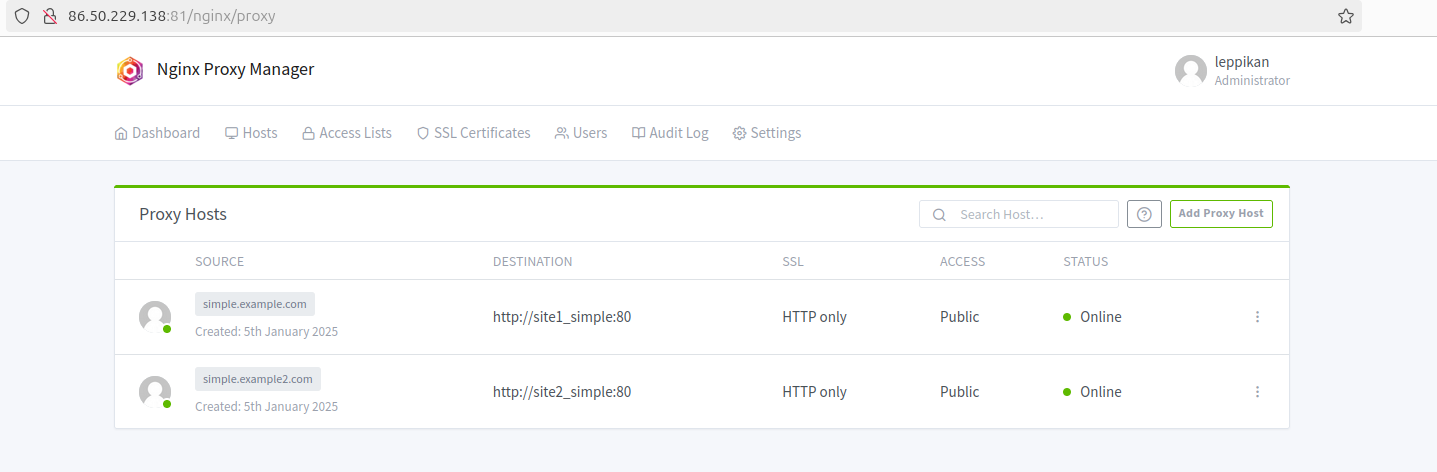 86.50.229.138:81/nginx/proxy
Nginx Proxy Manager
leppikan
Administrator
Dashboard Hosts Access Lists SSL Certificates Users Audit Log Settings
Proxy Hosts Search Host... Add Proxy Host
SOURCE DESTINATION SSL ACCESS STATUS
simple.example.com
http://site1_simple:80 HTTP only Public Online
Created: 5th January 2025
simple.example2.com
http://site2_simple:80 HTTP only Public Online
Created: 5th January 2025